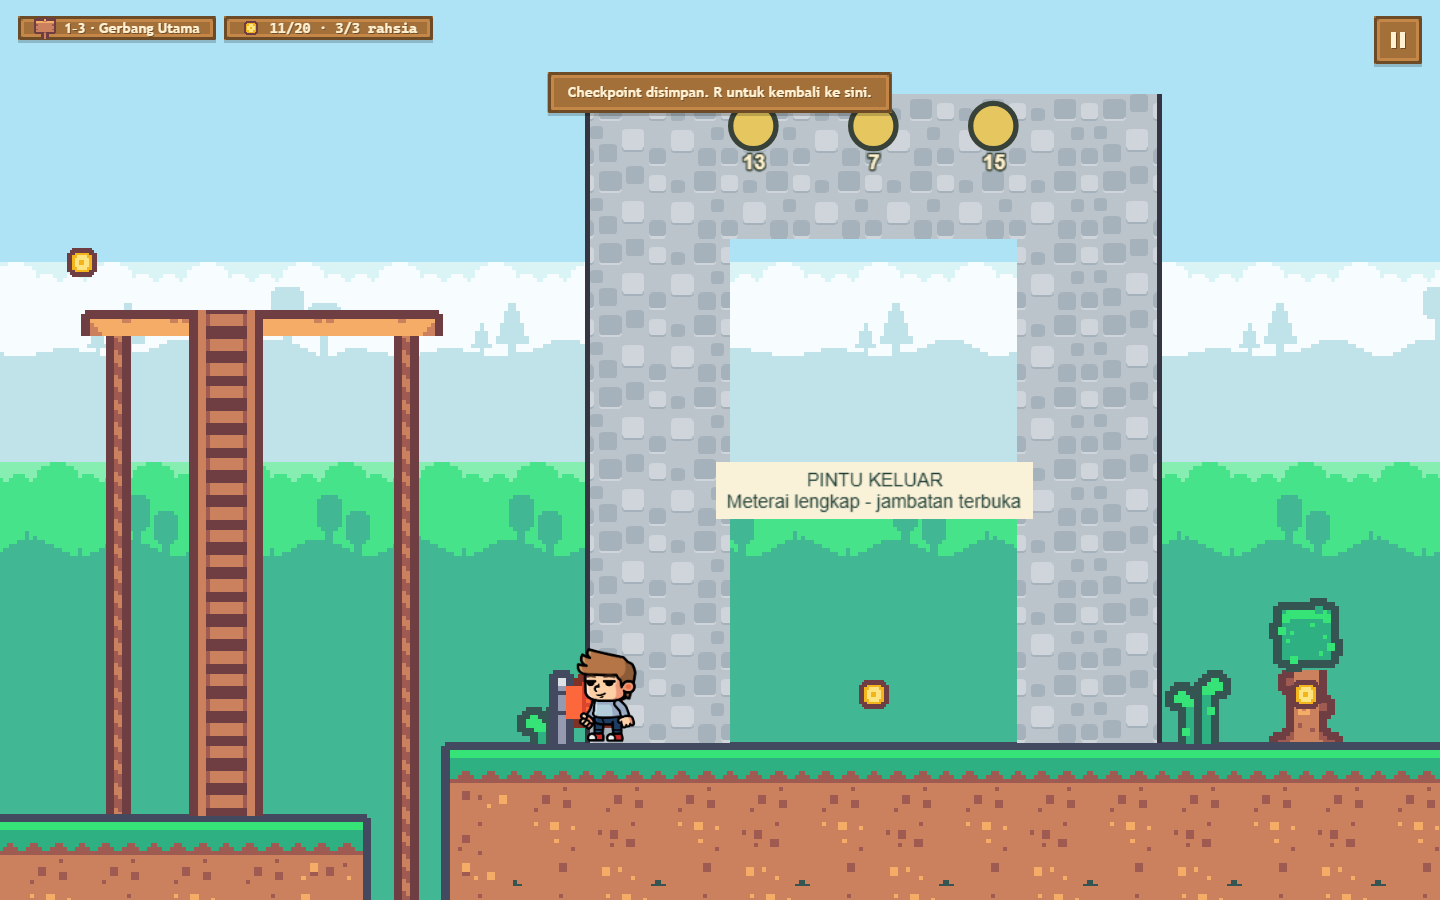 1-3 · Gerbang Utama
11/20 · 3/3 rahsia
Checkpoint disimpan. R untuk kembali ke sini.
13 7 15
PINTU KELUAR
Meterai lengkap - jambatan terbuka